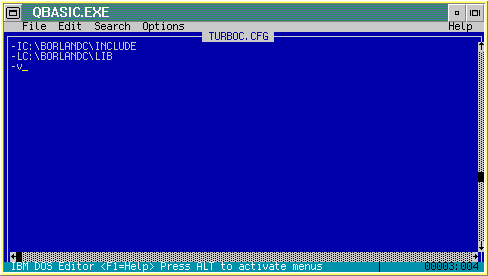 QBASIC.EXE
File Edit Search Options Help
TURBOC.CFG
-IC:\BORLANDC\INCLUDE
-LC:\BORLANDC\LIB
-v_
IBM DOS Editor <F1=Help> Press ALT to activate menus 00003:004